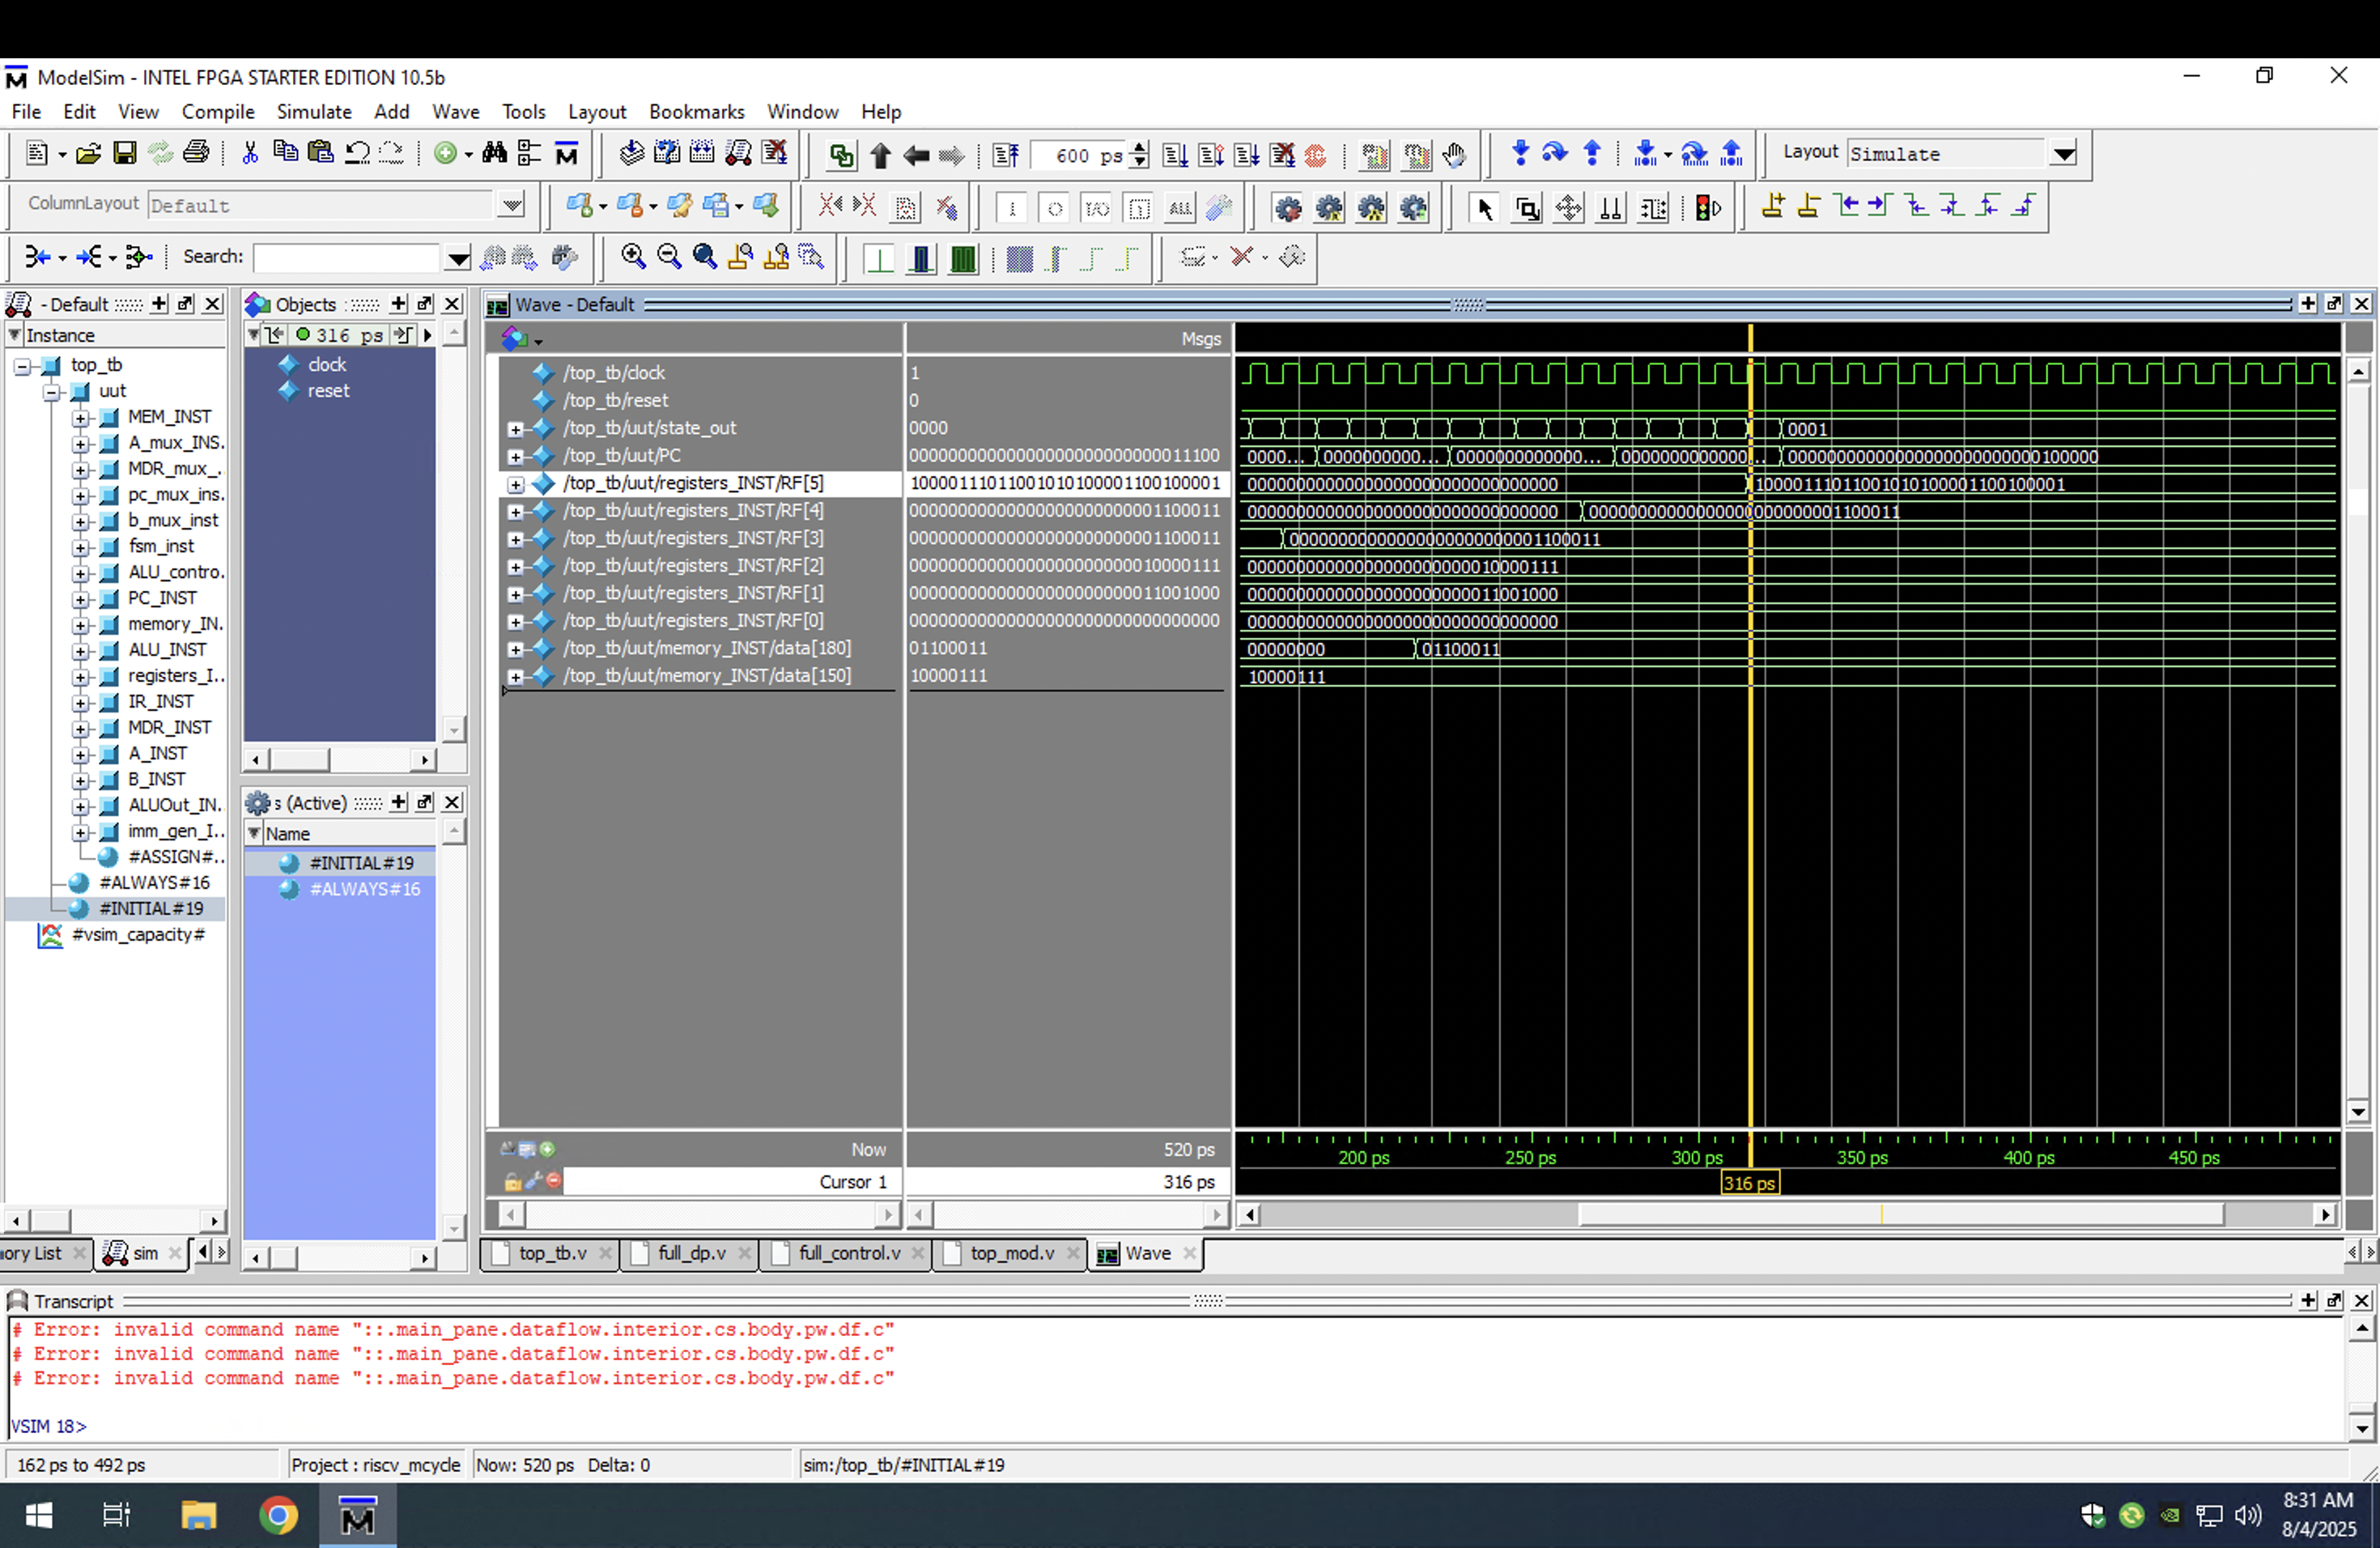 ModelSim - INTEL FPGA STARTER EDITION 10.5b
File Edit View Compile Simulate Add Wave Tools Layout Bookmarks Window Help
600 ps
Layout Simulate
ColumnLayout Default
ALL
Search:
- Default
Instance
top_tb
uut
MEM_INST
A_mux_INS.
MDR_mux_.
pc_mux_ins.
b_mux_inst
fsm_inst
ALU_contro.
PC_INST
memory_IN.
ALU_INST
registers_I..
IR_INST
MDR_INST
A_INST
B_INST
ALUOut_IN.
imm_gen_I..
#ASSIGN#..
#ALWAYS#16
#INITIAL#19
#vsim_capacity#
Objects
316 ps
clock
reset
s (Active)
Name
#INITIAL#19
#ALWAYS#16
Wave - Default
Msgs
/top_tb/clock 1
/top_tb/reset 0
/top_tb/uut/state_out 0000 0001
/top_tb/uut/PC 00000000000000000000000000011100 0000... 0000000000... 0000000000000... 000000000000... 00000000000000000000000000100000
/top_tb/uut/registers_INST/RF[5] 10000111011001010100001100100001 00000000000000000000000000000000 10000111011001010100001100100001
/top_tb/uut/registers_INST/RF[4] 00000000000000000000000001100011 00000000000000000000000000000000 00000000000000000000000001100011
/top_tb/uut/registers_INST/RF[3] 00000000000000000000000001100011 00000000000000000000000001100011
/top_tb/uut/registers_INST/RF[2] 00000000000000000000000010000111 00000000000000000000000010000111
/top_tb/uut/registers_INST/RF[1] 00000000000000000000000011001000 00000000000000000000000011001000
/top_tb/uut/registers_INST/RF[0] 00000000000000000000000000000000 00000000000000000000000000000000
/top_tb/uut/memory_INST/data[180] 01100011 00000000 01100011
/top_tb/uut/memory_INST/data[150] 10000111 10000111
Now 520 ps
200 ps 250 ps 300 ps 350 ps 400 ps 450 ps
Cursor 1 316 ps 316 ps
ory List sim
top_tb.v full_dp.v full_control.v top_mod.v Wave
Transcript
# Error: invalid command name "::.main_pane.dataflow.interior.cs.body.pw.df.c"
# Error: invalid command name "::.main_pane.dataflow.interior.cs.body.pw.df.c"
# Error: invalid command name "::.main_pane.dataflow.interior.cs.body.pw.df.c"
VSIM 18>
162 ps to 492 ps Project : riscv_mcycle Now: 520 ps Delta: 0 sim:/top_tb/#INITIAL#19
8:31 AM
8/4/2025